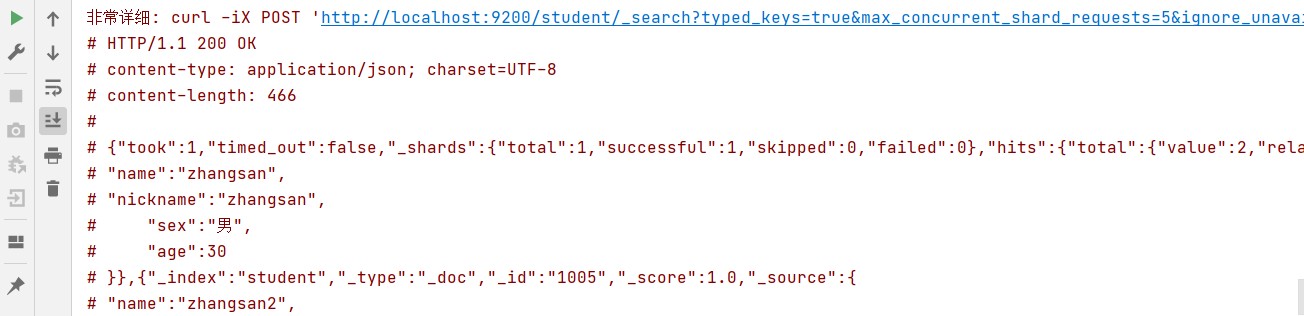 非常详细: curl -iX POST 'http://localhost:9200/student/_search?typed_keys=true&max_concurrent_shard_requests=5&ignore_unava
# HTTP/1.1 200 OK
# content-type: application/json; charset=UTF-8
# content-length: 466
#
# {"took":1,"timed_out":false,"_shards":{"total":1,"successful":1,"skipped":0,"failed":0},"hits":{"total":{"value":2,"rela
# "name":"zhangsan",
# "nickname":"zhangsan",
#     "sex":"男",
#     "age":30
# }},{"_index":"student","_type":"_doc","_id":"1005","_score":1.0,"_source":{
# "name":"zhangsan2",